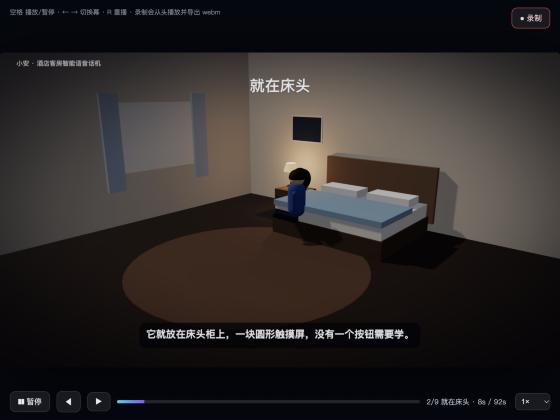 空格 播放/暂停 · ← → 切换幕 · R 重播 · 录制会从头播放并导出 webm
● 录制
小安 · 酒店客房智能语音话机
就在床头
它就放在床头柜上，一块圆形触摸屏，没有一个按钮需要学。
暂停
2/9 就在床头 · 8s / 92s
1×